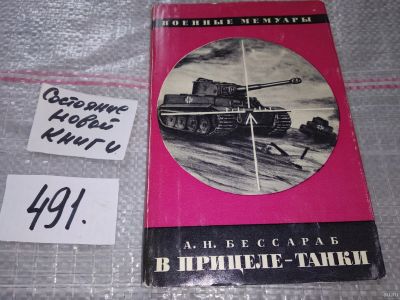 Состояние
новой
книги
491.
ВОЕННЫЕ МЕМУАРЫ
А. Н. БЕССАРАБ
В ПРИЦЕЛЕ-ТАНКИ